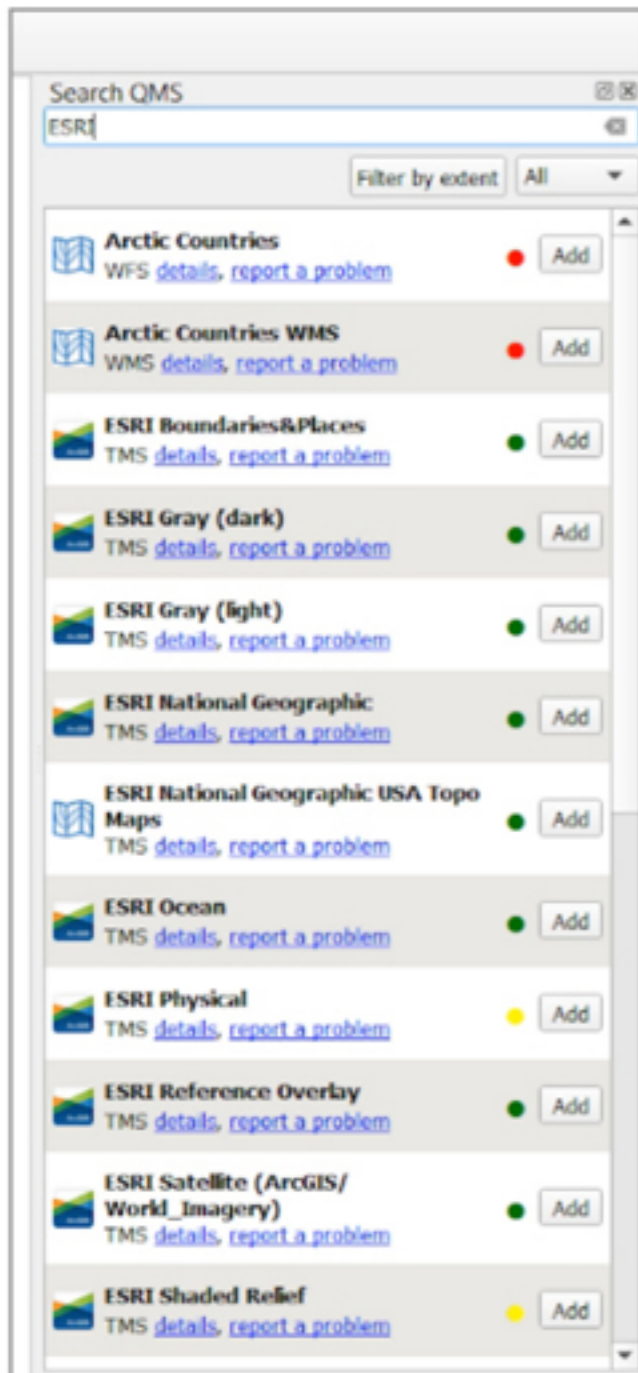 Search QMS
ESRI
Filter by extent All
Arctic Countries
WFS details, report a problem
Add
Arctic Countries WMS
WMS details, report a problem
Add
ESRI Boundaries&Places
TMS details, report a problem
Add
ESRI Gray (dark)
TMS details, report a problem
Add
ESRI Gray (light)
TMS details, report a problem
Add
ESRI National Geographic
TMS details, report a problem
Add
ESRI National Geographic USA Topo
Maps
TMS details, report a problem
Add
ESRI Ocean
TMS details, report a problem
Add
ESRI Physical
TMS details, report a problem
Add
ESRI Reference Overlay
TMS details, report a problem
Add
ESRI Satellite (ArcGIS/
World_Imagery)
TMS details, report a problem
Add
ESRI Shaded Relief
TMS details, report a problem
Add